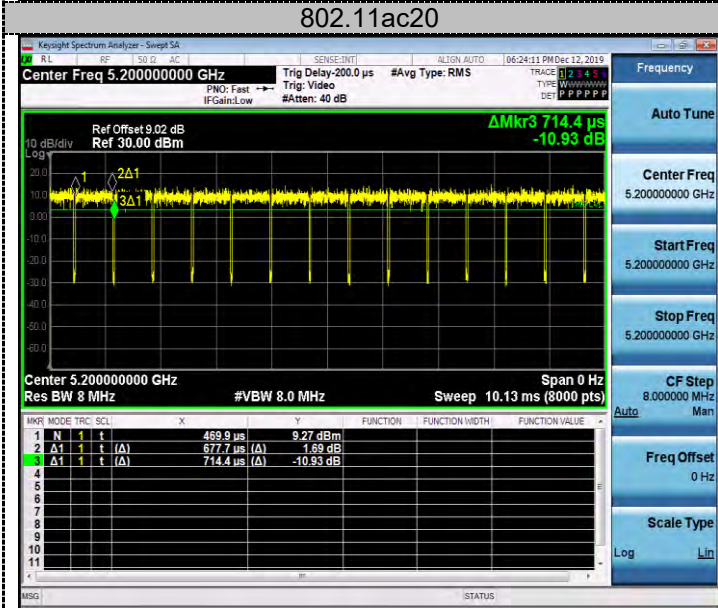 802.11ac20
Keysight Spectrum Analyzer - Swept SA
RL RF 50 Ω AC SENSE:INT ALIGN AUTO 06:24:11 PM Dec 12, 2019
Center Freq 5.200000000 GHz
PNO: Fast
IFGain:Low
Trig Delay-200.0 µs
Trig: Video
#Atten: 40 dB
#Avg Type: RMS
TRACE 1 2 3 4 5 6
TYPE
DET P P P P P P
Frequency
Auto Tune
Center Freq
5.200000000 GHz
Start Freq
5.200000000 GHz
Stop Freq
5.200000000 GHz
CF Step
8.000000 MHz
Auto Man
Freq Offset
0 Hz
Scale Type
Log Lin
ΔMkr3 714.4 µs
-10.93 dB
Ref Offset 9.02 dB
10 dB/div Ref 30.00 dBm
Log
1
2Δ1
3Δ1
20.0
10.0
0.00
-10.0
-20.0
-30.0
-40.0
-50.0
-60.0
Center 5.200000000 GHz Span 0 Hz
Res BW 8 MHz #VBW 8.0 MHz Sweep 10.13 ms (8000 pts)
MKR MODE TRC SCL X Y FUNCTION FUNCTION WIDTH FUNCTION VALUE
1 N 1 t 469.9 µs 9.27 dBm
2 Δ1 1 t (Δ) 677.7 µs (Δ) 1.69 dB
3 Δ1 1 t (Δ) 714.4 µs (Δ) -10.93 dB
4
5
6
7
8
9
10
11
MSG STATUS